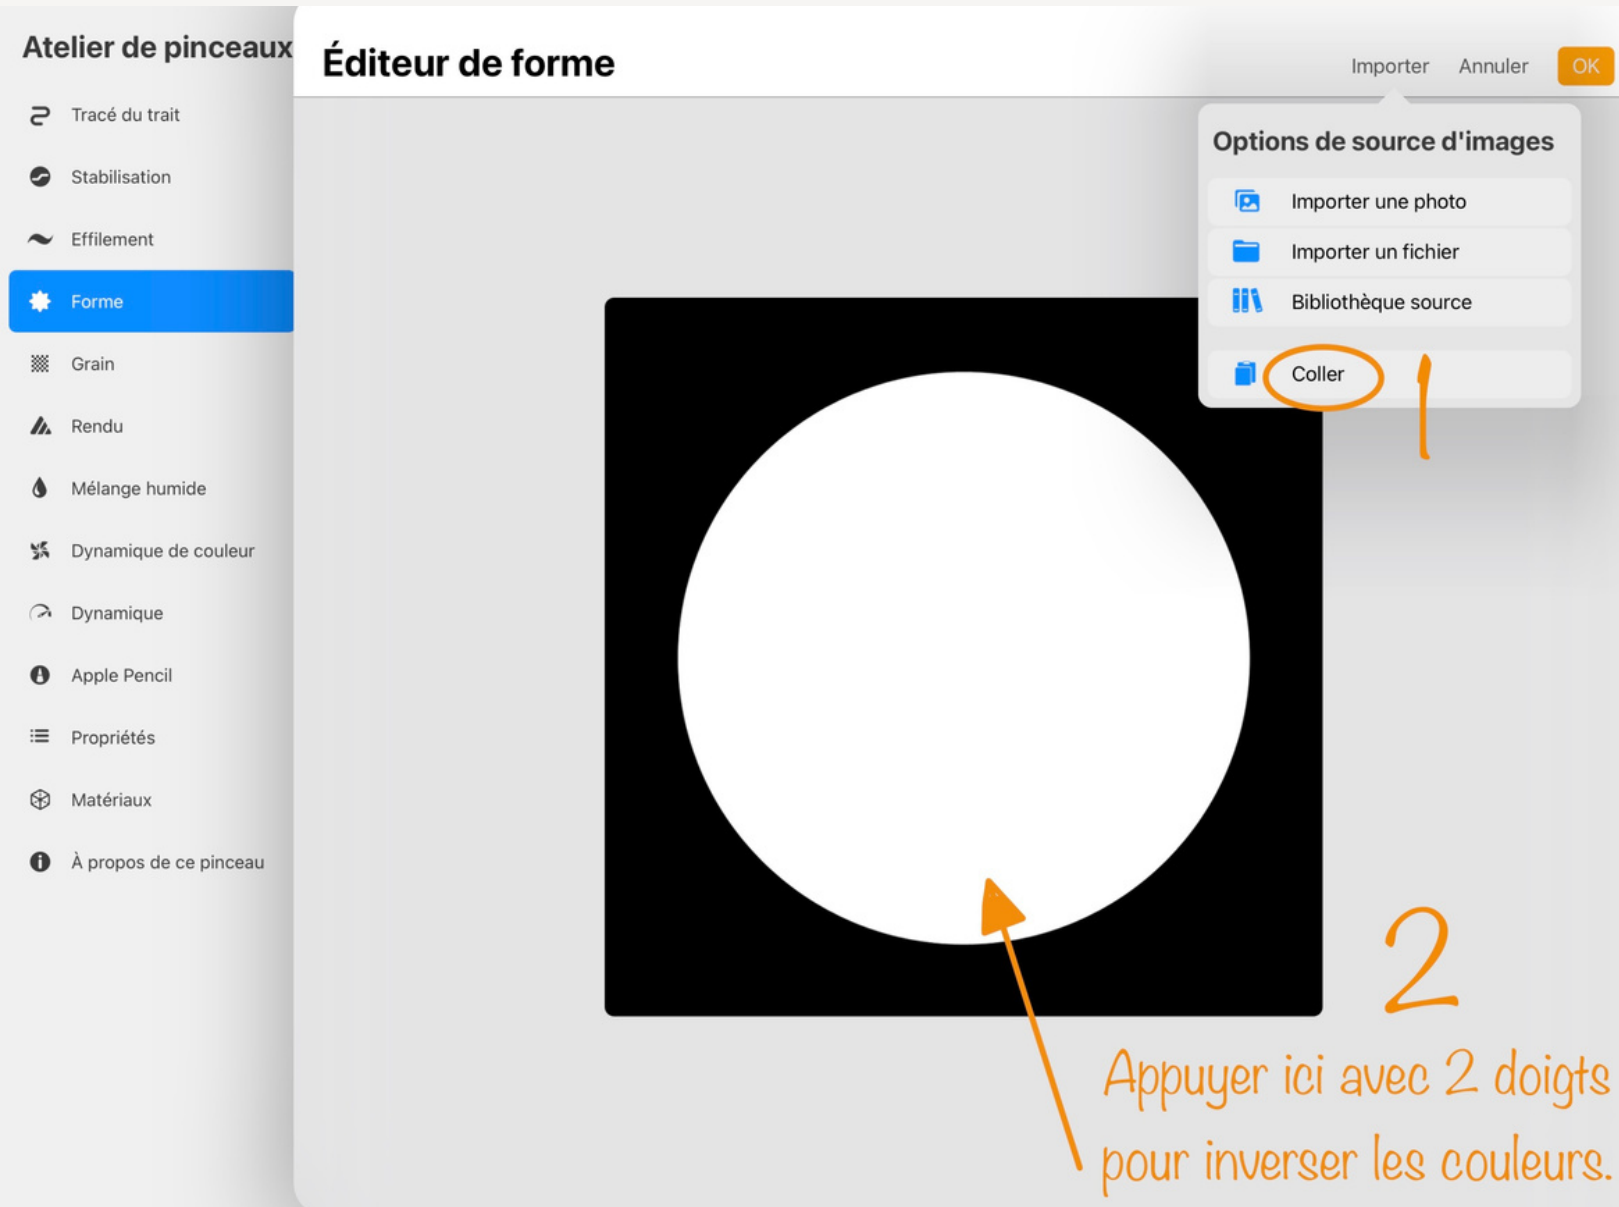 Atelier de pinceaux
Éditeur de forme
Importer
Annuler
OK
Tracé du trait
Stabilisation
Effilement
Forme
Grain
Rendu
Mélange humide
Dynamique de couleur
Dynamique
Apple Pencil
Propriétés
Matériaux
À propos de ce pinceau
Options de source d'images
Importer une photo
Importer un fichier
Bibliothèque source
Coller
1
2
Appuyer ici avec 2 doigts
pour inverser les couleurs.